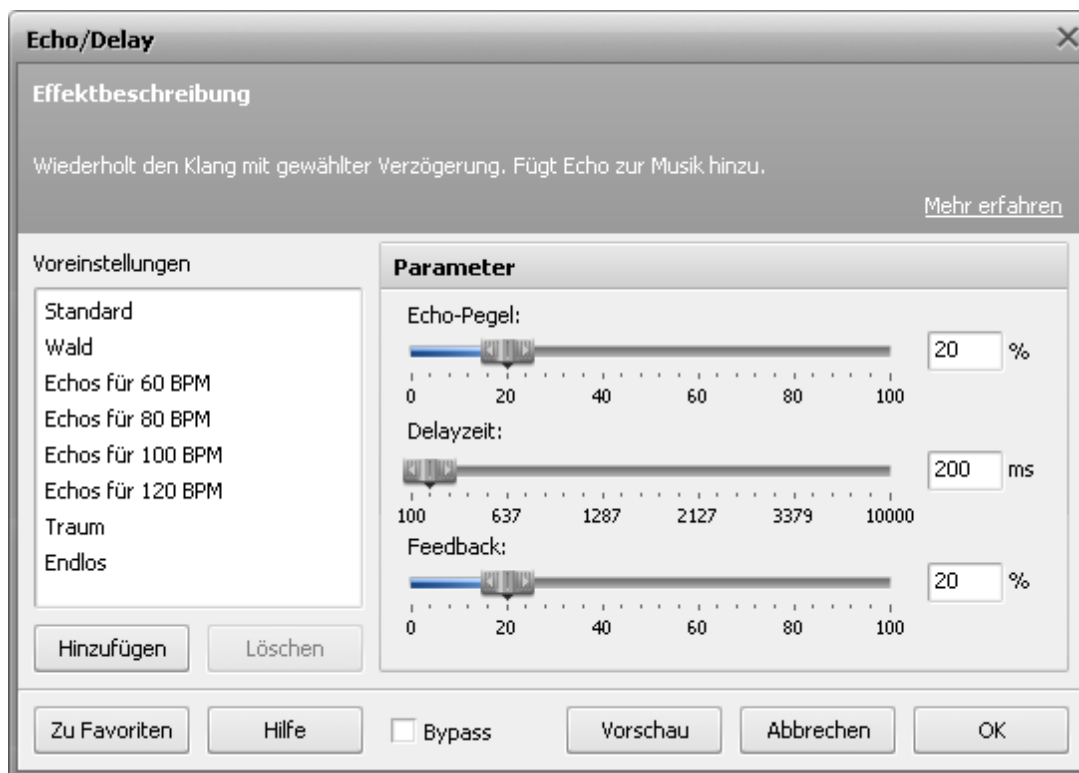 Echo/Delay
Effektbeschreibung
Wiederholt den Klang mit gewählter Verzögerung. Fügt Echo zur Musik hinzu.
Mehr erfahren
Voreinstellungen
Standard
Wald
Echos für 60 BPM
Echos für 80 BPM
Echos für 100 BPM
Echos für 120 BPM
Traum
Endlos
Hinzufügen Löschen
Parameter
Echo-Pegel:
20 %
0 20 40 60 80 100
Delayzeit:
200 ms
100 637 1287 2127 3379 10000
Feedback:
20 %
0 20 40 60 80 100
Zu Favoriten Hilfe Bypass Vorschau Abbrechen OK